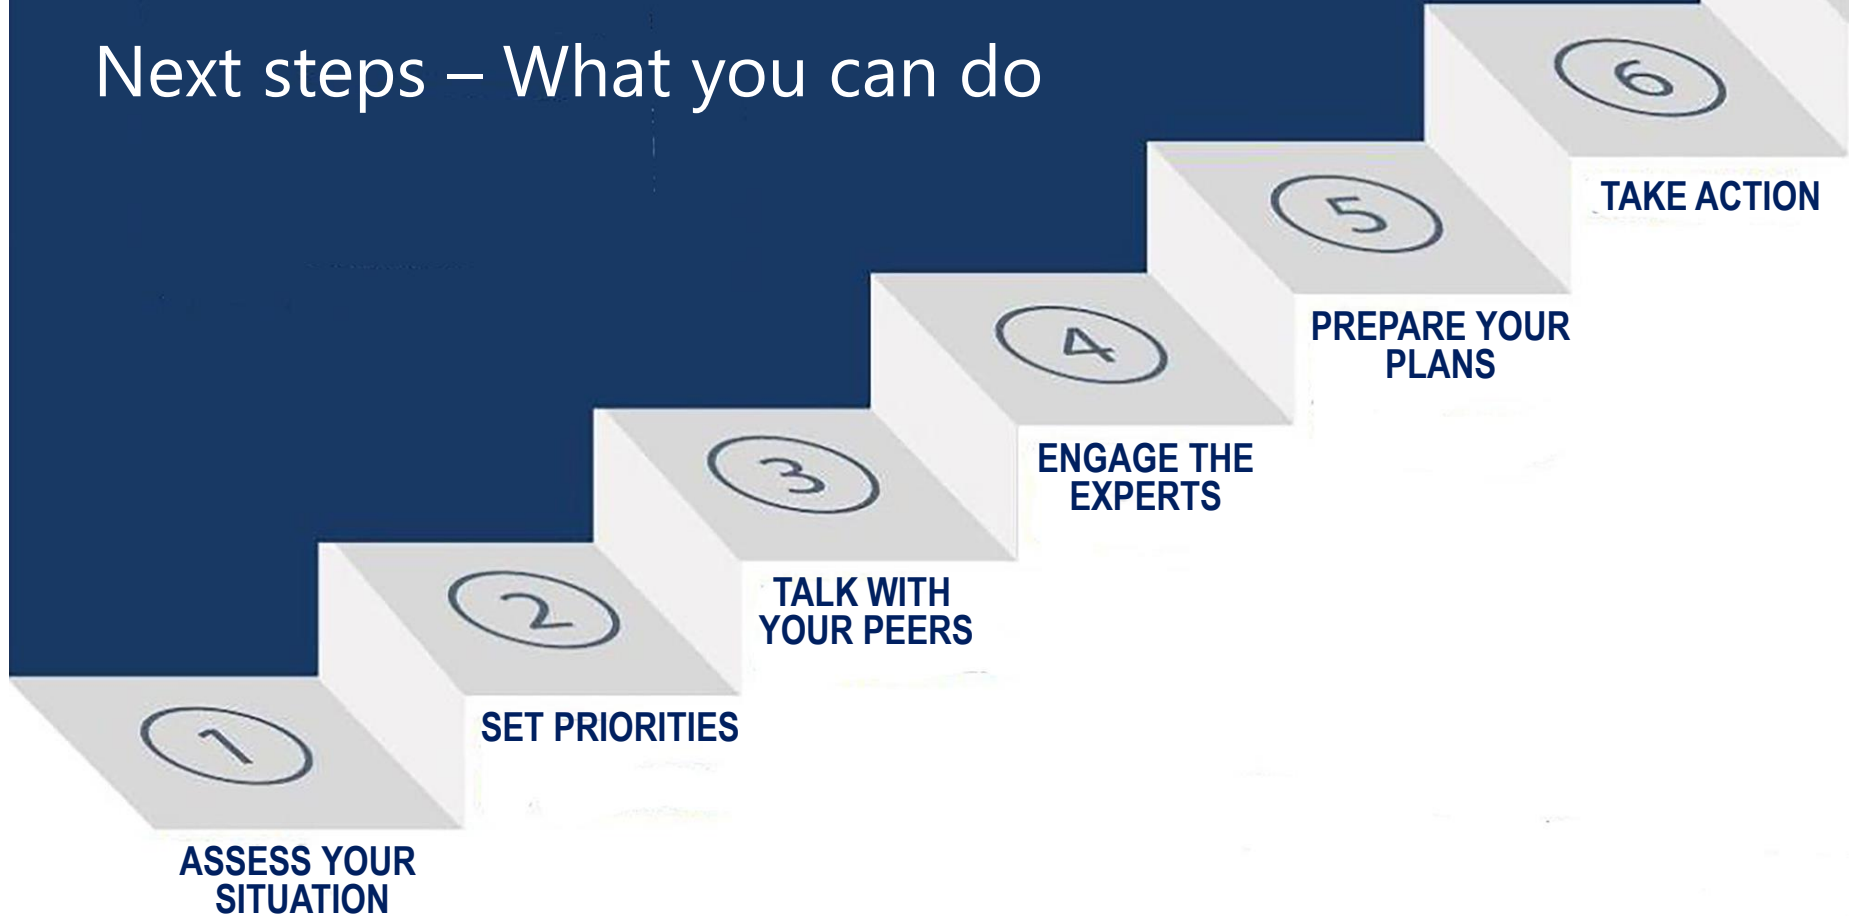 Next steps – What you can do
1
ASSESS YOUR
SITUATION
2
SET PRIORITIES
3
TALK WITH
YOUR PEERS
4
ENGAGE THE
EXPERTS
5
PREPARE YOUR
PLANS
6
TAKE ACTION